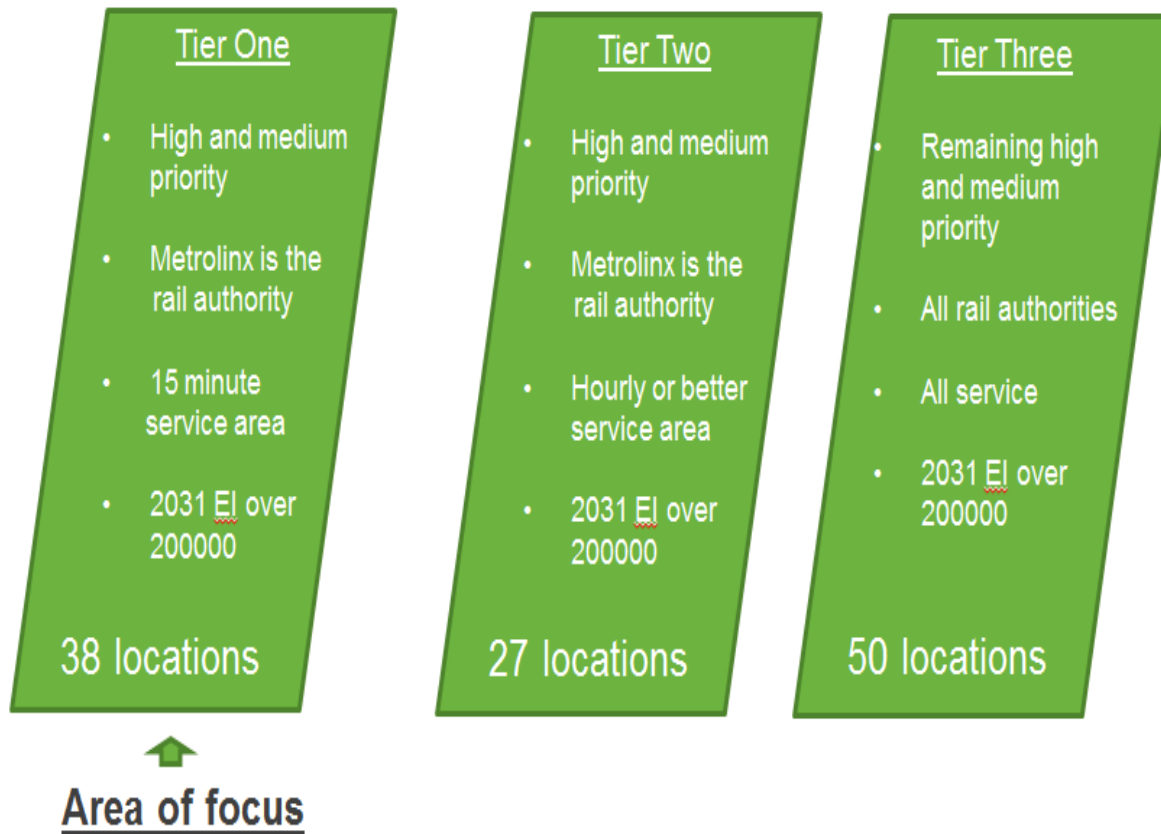 Tier One
• High and medium
priority
• Metrolinx is the
rail authority
• 15 minute
service area
• 2031 EI over
200000
38 locations
Tier Two
• High and medium
priority
• Metrolinx is the
rail authority
• Hourly or better
service area
• 2031 EI over
200000
27 locations
Tier Three
• Remaining high
and medium
priority
• All rail authorities
• All service
• 2031 EI over
200000
50 locations
Area of focus